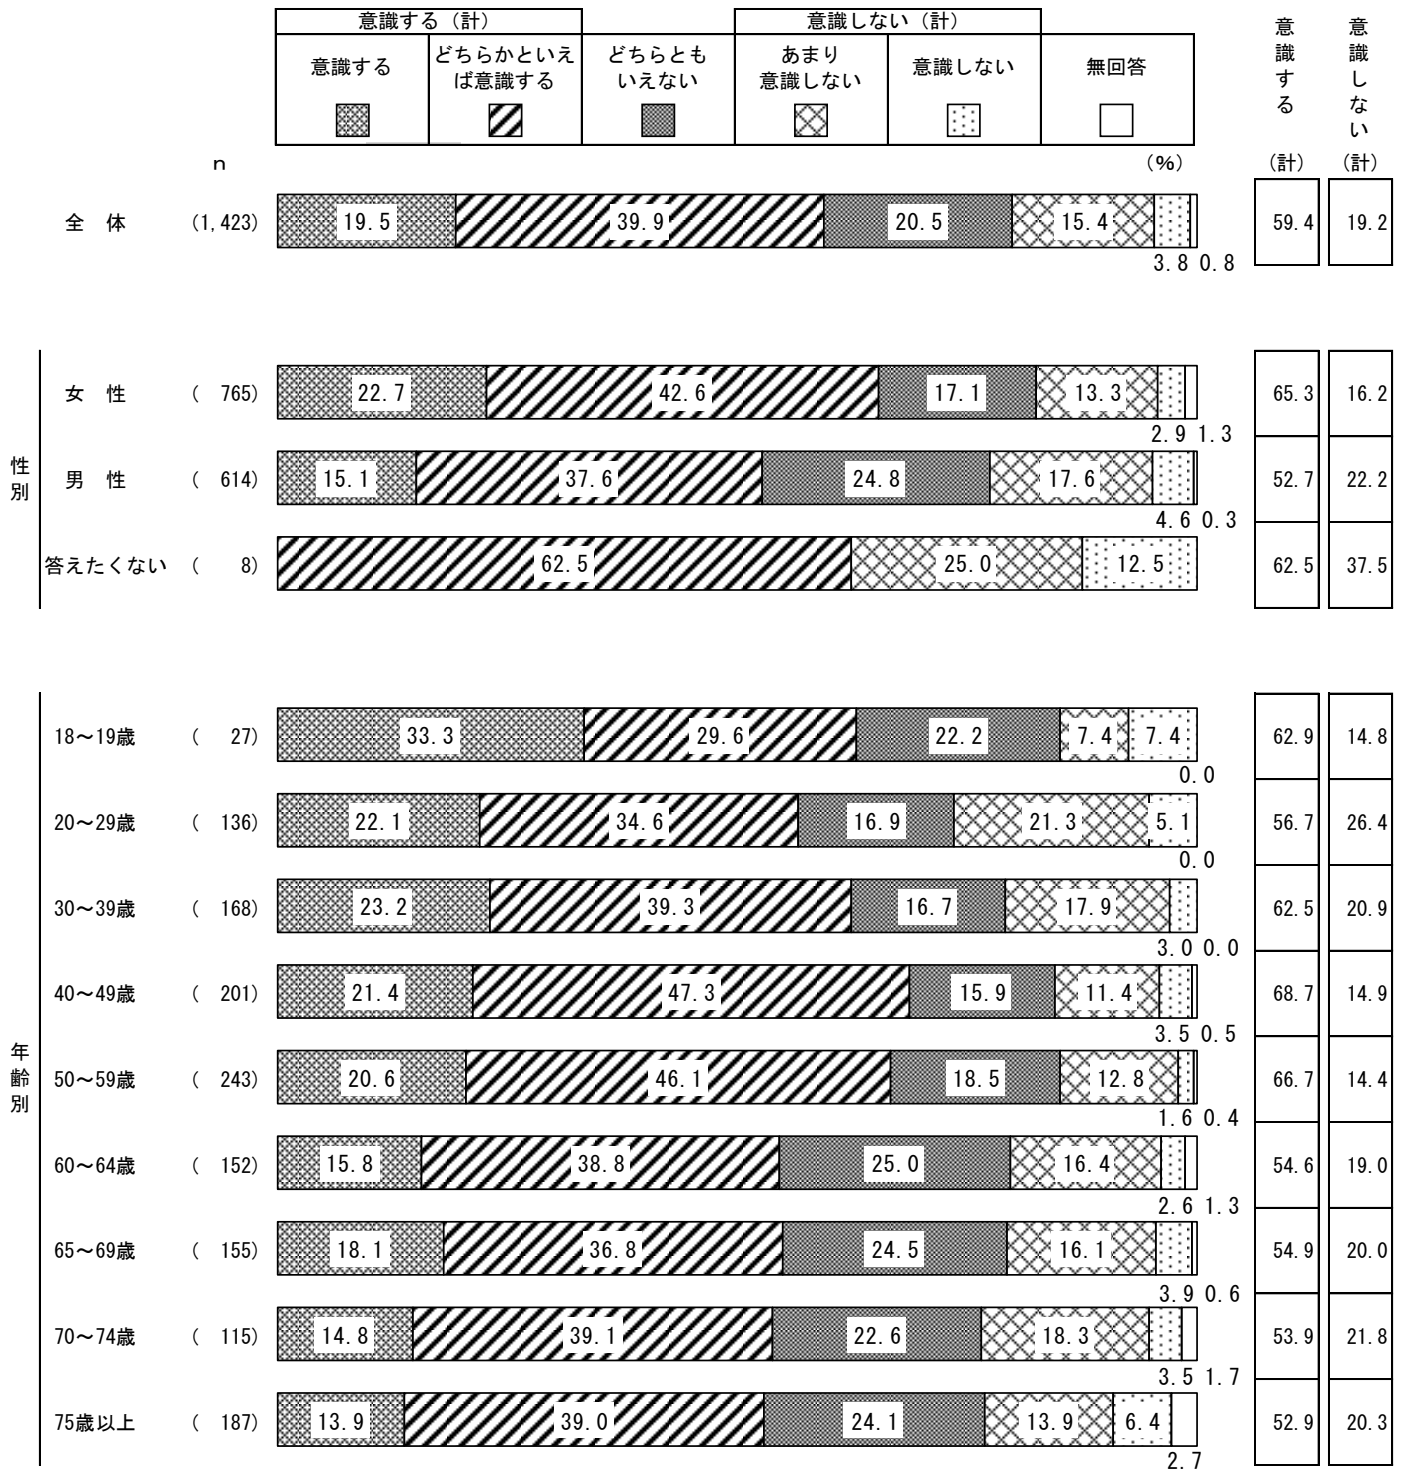 意識する（計） 意識しない（計）
意識する どちらかといえば意識する どちらともいえない あまり意識しない 意識しない 無回答 意識する（計） 意識しない（計）
n (%)
全 体 (1,423) 19.5 39.9 20.5 15.4 59.4 19.2
3.8 0.8
性別
女 性 ( 765) 22.7 42.6 17.1 13.3 65.3 16.2
2.9 1.3
男 性 ( 614) 15.1 37.6 24.8 17.6 52.7 22.2
4.6 0.3
答えたくない ( 8) 62.5 25.0 12.5 62.5 37.5
年齢別
18～19歳 ( 27) 33.3 29.6 22.2 7.4 7.4 62.9 14.8
0.0
20～29歳 ( 136) 22.1 34.6 16.9 21.3 5.1 56.7 26.4
0.0
30～39歳 ( 168) 23.2 39.3 16.7 17.9 62.5 20.9
3.0 0.0
40～49歳 ( 201) 21.4 47.3 15.9 11.4 68.7 14.9
3.5 0.5
50～59歳 ( 243) 20.6 46.1 18.5 12.8 66.7 14.4
1.6 0.4
60～64歳 ( 152) 15.8 38.8 25.0 16.4 54.6 19.0
2.6 1.3
65～69歳 ( 155) 18.1 36.8 24.5 16.1 54.9 20.0
3.9 0.6
70～74歳 ( 115) 14.8 39.1 22.6 18.3 53.9 21.8
3.5 1.7
75歳以上 ( 187) 13.9 39.0 24.1 13.9 6.4 52.9 20.3
2.7